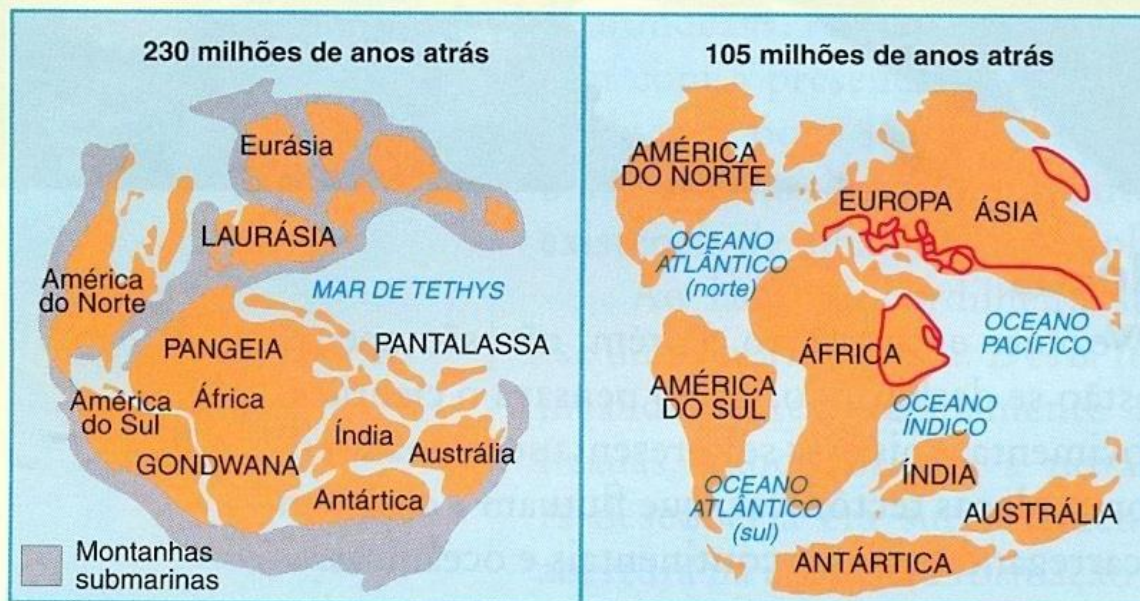 230 milhões de anos atrás
Eurásia
LAURÁSIA
América
do Norte
MAR DE TETHYS
PANGEIA
PANTALASSA
América
do Sul
África
Índia
Austrália
GONDWANA
Antártica
Montanhas
submarinas
105 milhões de anos atrás
AMÉRICA
DO NORTE
EUROPA
ÁSIA
OCEANO
ATLÂNTICO
(norte)
OCEANO
PACÍFICO
ÁFRICA
AMÉRICA
DO SUL
OCEANO
ÍNDICO
ÍNDIA
OCEANO
ATLÂNTICO
(sul)
AUSTRÁLIA
ANTÁRTICA